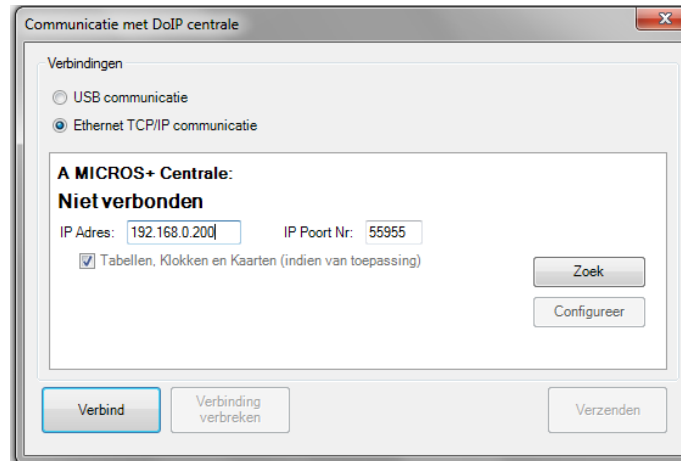 Communicatie met DoIP centrale
Verbindingen
USB communicatie
Ethernet TCP/IP communicatie
A MICROS+ Centrale:
Niet verbonden
IP Adres: 192.168.0.200 IP Poort Nr: 55955
Tabellen, Klokken en Kaarten (indien van toepassing)
Zoek
Configureer
Verbind
Verbinding
verbreken
Verzenden